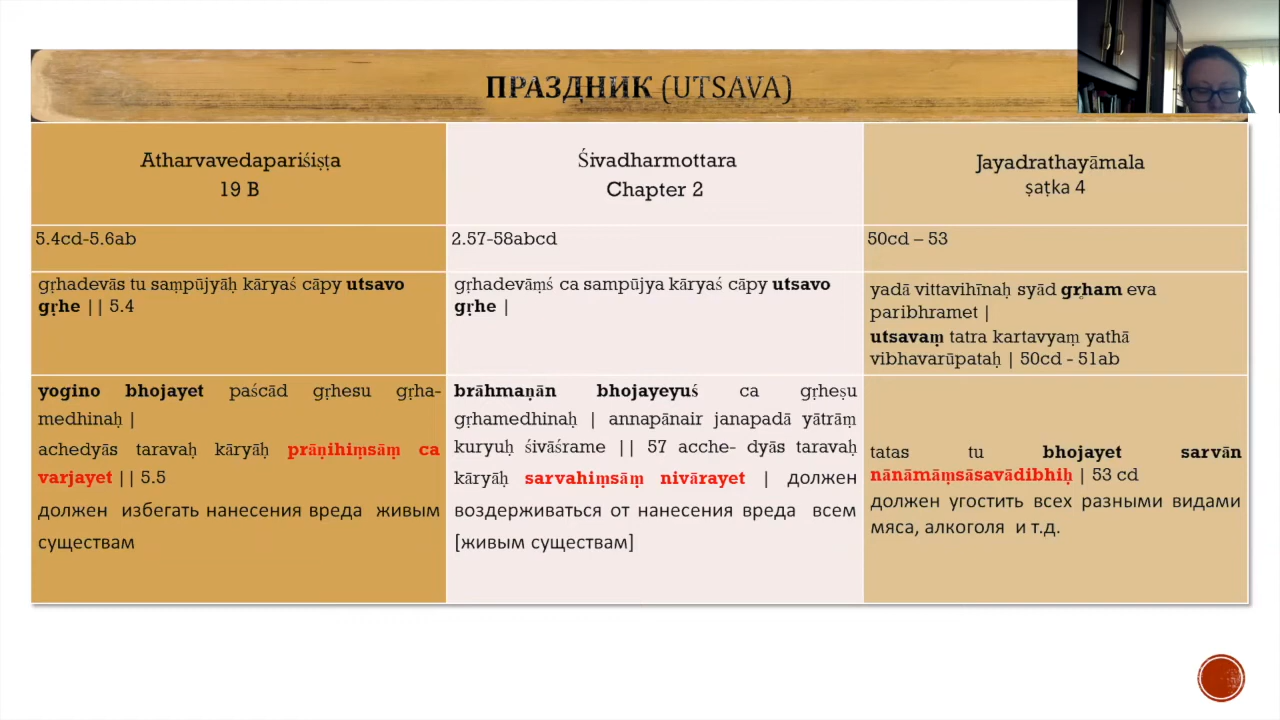 ПРАЗДНИК (UTSAVA)
Atharvavedapariśiṣṭa
19 B
Śivadharmottara
Chapter 2
Jayadrathayāmala
ṣaṭka 4
5.4cd-5.6ab
2.57-58abcd
50cd – 53
gṛhadevās tu saṃpūjyāḥ kāryaś cāpy utsavo
gṛhe || 5.4
gṛhadevāṃś ca sampūjya kāryaś cāpy utsavo
gṛhe |
yadā vittavihīnaḥ syād gṛham eva
paribhramet |
utsavaṃ tatra kartavyaṃ yathā
vibhavarūpataḥ | 50cd - 51ab
yogino bhojayet paścād gṛhesu gṛha-
medhinaḥ |
achedyās taravaḥ kāryāḥ prāṇihiṃsāṃ ca
varjayet || 5.5
должен избегать нанесения вреда живым
существам
brāhmaṇān bhojayeyuś ca gṛheṣu
gṛhamedhinaḥ | annapānair janapadā yātrāṃ
kuryuḥ śivāśrame || 57 acche- dyās taravaḥ
kāryāḥ sarvahiṃsāṃ nivārayet | должен
воздерживаться от нанесения вреда всем
[живым существам]
tatas tu bhojayet sarvān
nānāmāṃsāsavādibhiḥ | 53 cd
должен угостить всех разными видами
мяса, алкоголя и т.д.